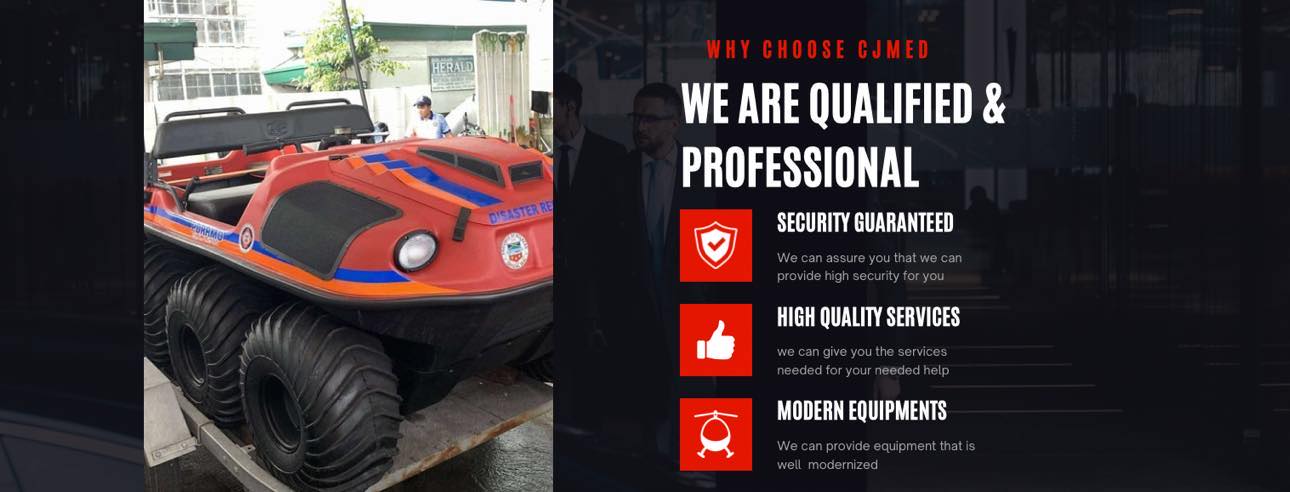 HERALD
DISASTER RE
WHY CHOOSE CJMED
WE ARE QUALIFIED &
PROFESSIONAL
SECURITY GUARANTEED
We can assure you that we can
provide high security for you
HIGH QUALITY SERVICES
we can give you the services
needed for your needed help
MODERN EQUIPMENTS
We can provide equipment that is
well modernized